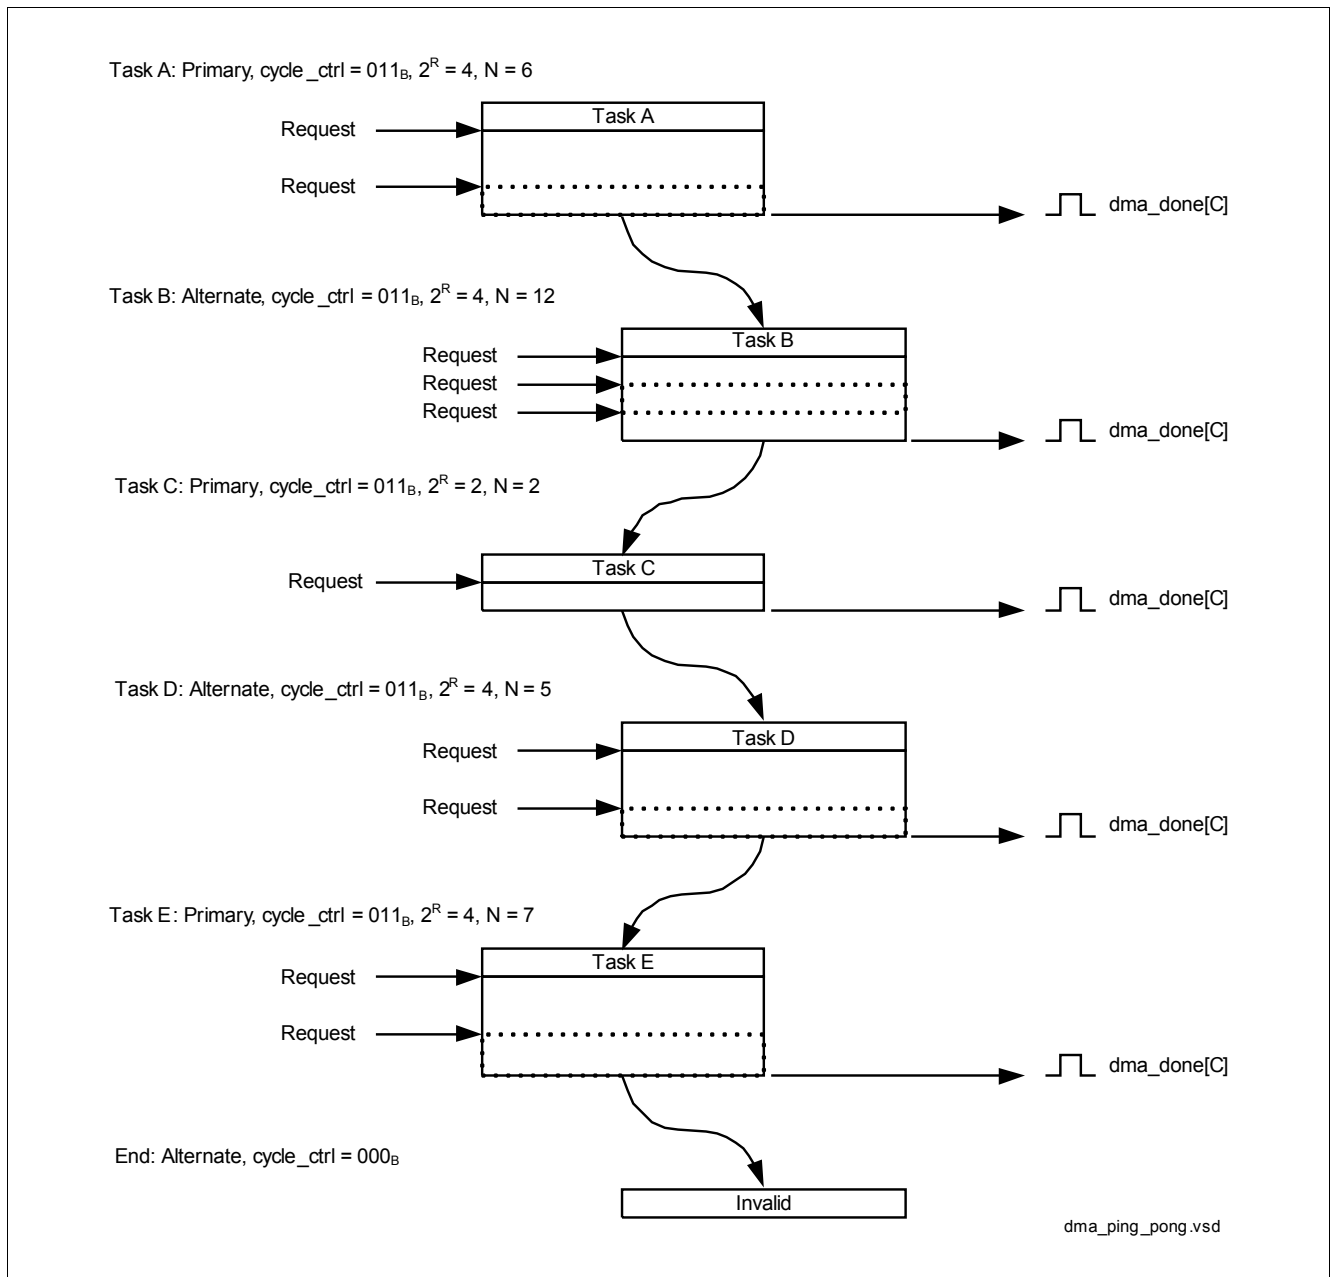 Task A: Primary, cycle_ctrl = 011B, 2R = 4, N = 6
Task A
Request
Request
dma_done[C]
Task B: Alternate, cycle_ctrl = 011B, 2R = 4, N = 12
Task B
Request
Request
Request
dma_done[C]
Task C: Primary, cycle_ctrl = 011B, 2R = 2, N = 2
Task C
Request
dma_done[C]
Task D: Alternate, cycle_ctrl = 011B, 2R = 4, N = 5
Task D
Request
Request
dma_done[C]
Task E: Primary, cycle_ctrl = 011B, 2R = 4, N = 7
Task E
Request
Request
dma_done[C]
End: Alternate, cycle_ctrl = 000B
Invalid
dma_ping_pong.vsd